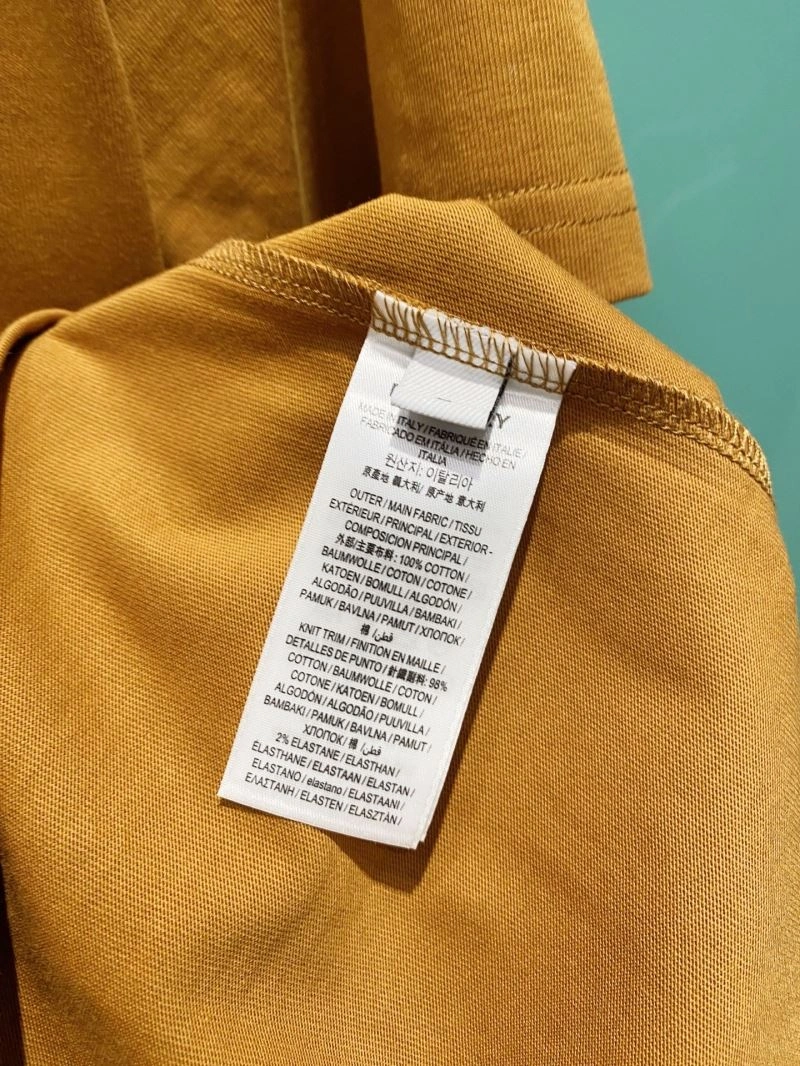 MADE IN ITALY / FABRIQUÉ EN ITALIE /
FABRICADO EM ITÁLIA / HECHO EN
ITALIA
원산지: 이탈리아
原產地 義大利/ 原产地 意大利
OUTER / MAIN FABRIC / TISSU
EXTÉRIEUR / PRINCIPAL / EXTERIOR -
COMPOSICION PRINCIPAL /
外部/主要布料 : 100% COTTON /
BAUMWOLLE / COTON / COTONE /
KATOEN / BOMULL / ALGODÓN /
ALGODÃO / PUUVILLA / BAMBAKI /
PAMUK / BAVLNA / PAMUT / ХЛОПОК /
棉 /قطن
KNIT TRIM / FINITION EN MAILLE /
DETALLES DE PUNTO / 針織副料: 98%
COTTON / BAUMWOLLE / COTON /
COTONE / KATOEN / BOMULL /
ALGODÓN / ALGODÃO / PUUVILLA /
BAMBAKI / PAMUK / BAVLNA / PAMUT /
ХЛОПОК / 棉 /قطن
2% ELASTANE / ELASTHAN /
ÉLASTHANNE / ELASTAAN / ELASTAN /
ELASTANO / elastano / ELASTAANI /
ΕΛΑΣΤΑΝΗ / ELASTEN / ELASZTÁN /